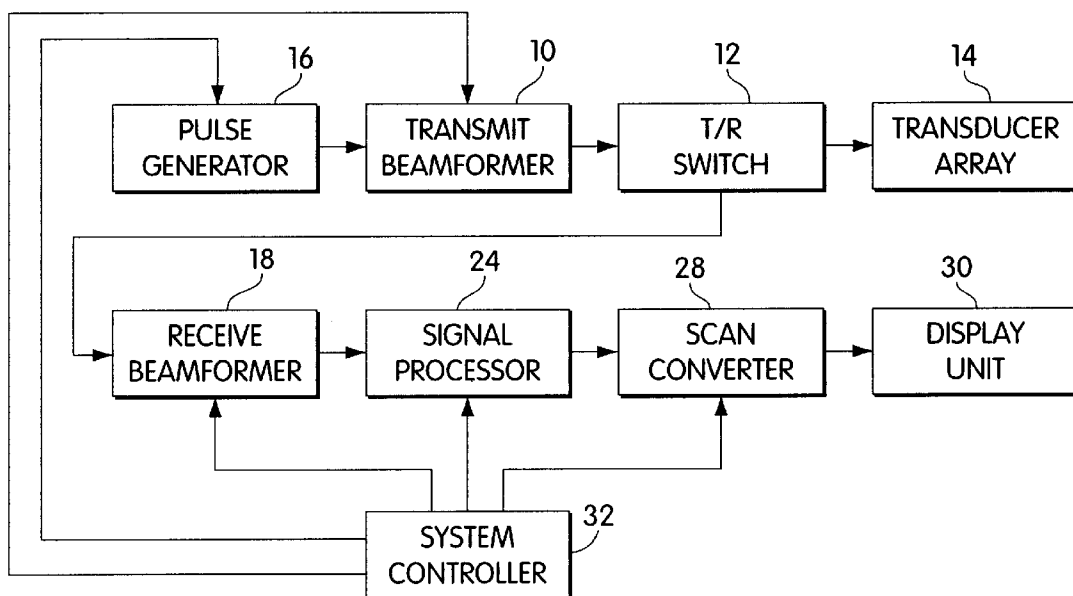 16
10
12
14
PULSE
GENERATOR
TRANSMIT
BEAMFORMER
T/R
SWITCH
TRANSDUCER
ARRAY
18
24
28
30
RECEIVE
BEAMFORMER
SIGNAL
PROCESSOR
SCAN
CONVERTER
DISPLAY
UNIT
32
SYSTEM
CONTROLLER